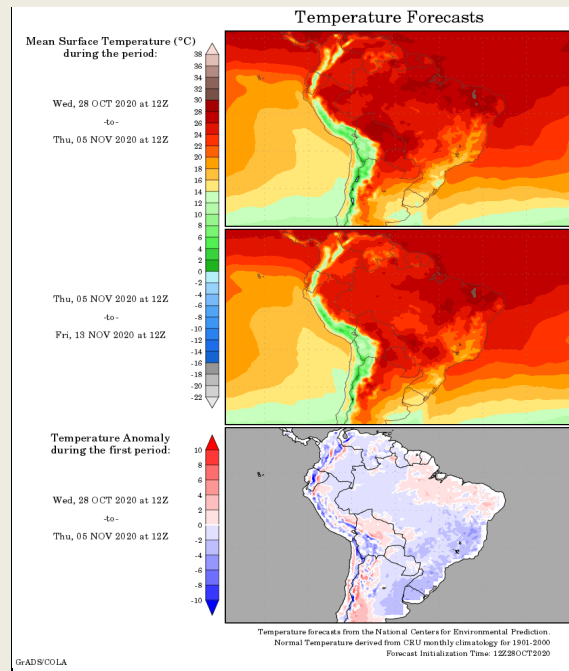 Temperature Forecasts
Mean Surface Temperature (°C)
during the period:
Wed, 28 OCT 2020 at 12Z
-to-
Thu, 05 NOV 2020 at 12Z
38
36
34
32
30
28
26
24
22
20
18
16
14
12
10
8
6
4
2
0
-2
-4
-6
-8
-10
-12
-14
-16
-18
-20
-22
Thu, 05 NOV 2020 at 12Z
-to-
Fri, 13 NOV 2020 at 12Z
Temperature Anomaly
during the first period:
Wed, 28 OCT 2020 at 12Z
-to-
Thu, 05 NOV 2020 at 12Z
10
8
6
4
2
0
-2
-4
-6
-8
-10
Temperature forecasts from the National Centers for Environmental Prediction.
Normal Temperature derived from CRU monthly climatology for 1901-2000
Forecast Initialization Time: 12Z28OCT2020
GrADS/COLA